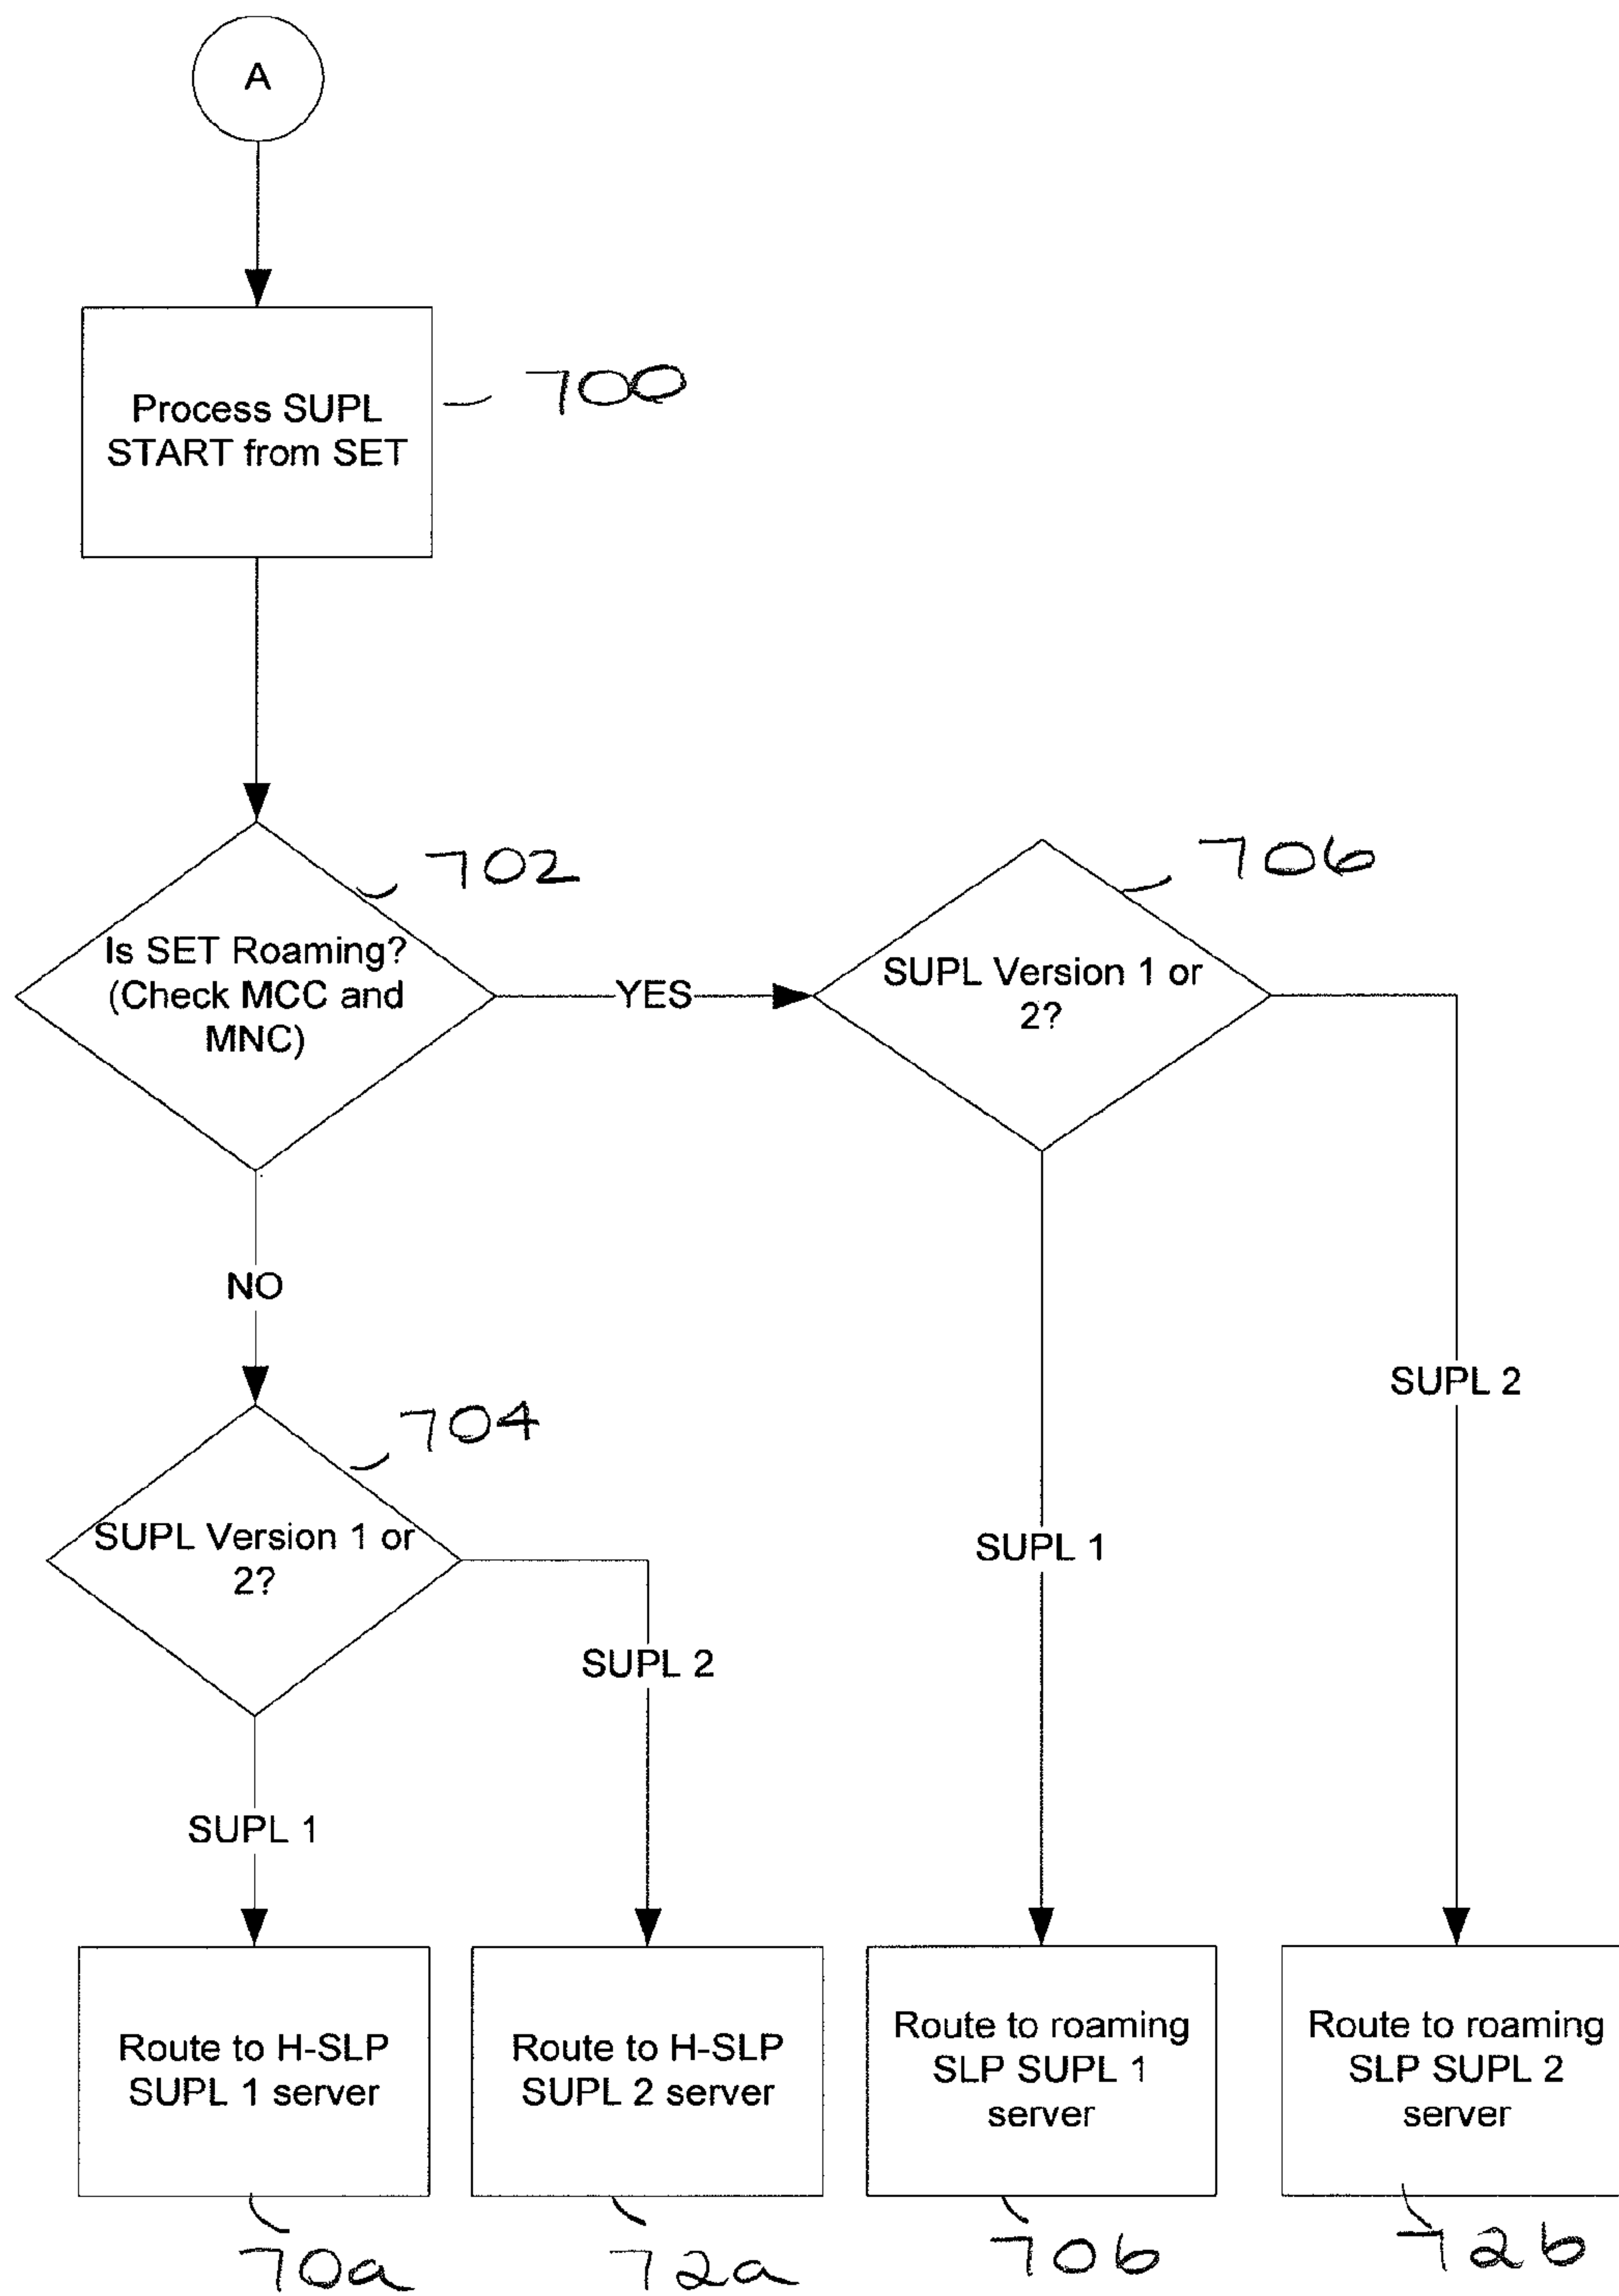 A
Process SUPL
START from SET
700
702
Is SET Roaming?
(Check MCC and
MNC)
YES
706
SUPL Version 1 or
2?
NO
704
SUPL Version 1 or
2?
SUPL 2
SUPL 1
SUPL 2
SUPL 1
Route to H-SLP
SUPL 1 server
Route to H-SLP
SUPL 2 server
Route to roaming
SLP SUPL 1
server
Route to roaming
SLP SUPL 2
server
70a
72a
70b
72b